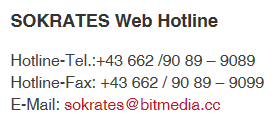 SOKRATES Web Hotline
Hotline-Tel.:+43 662 /90 89 – 9089
Hotline-Fax: +43 662 / 90 89 – 9099
E-Mail: sokrates@bitmedia.cc